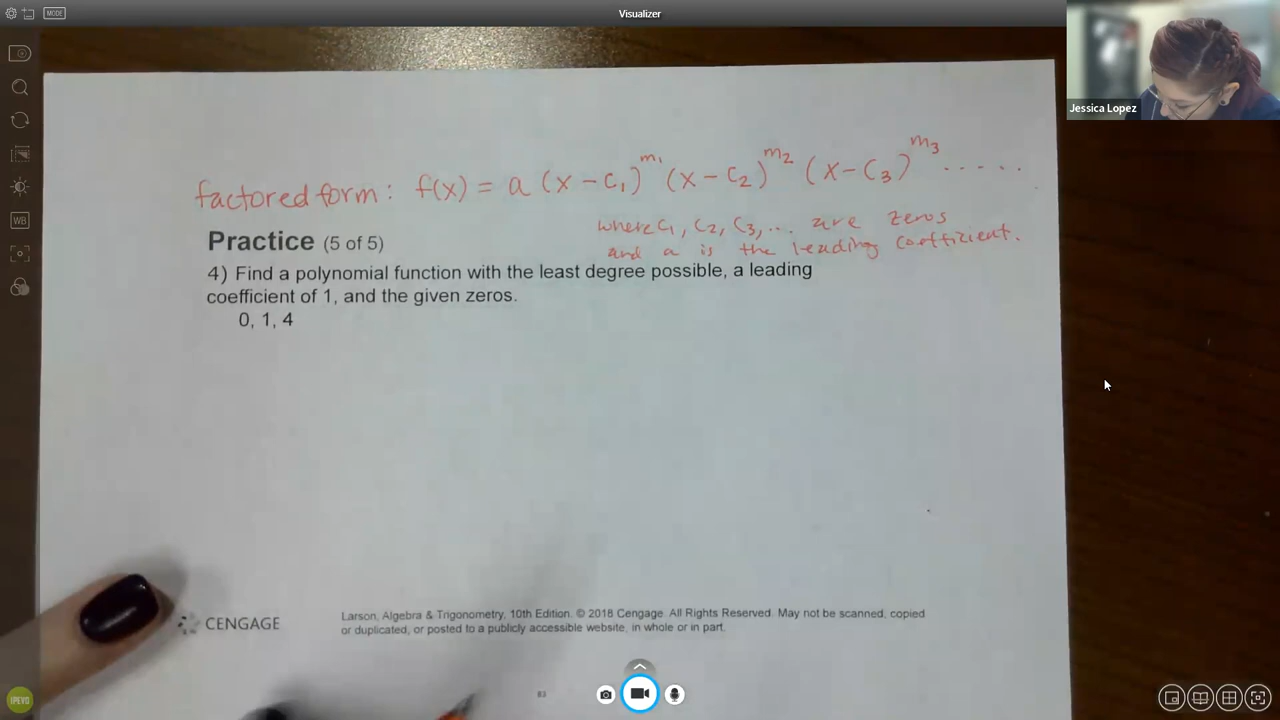 MODE
Visualizer
Jessica Lopez
WB
factored form: f(x) = a (x - c₁)^m₁ (x - c₂)^m₂ (x - c₃)^m₃ .....
where c₁, c₂, c₃, ... are zeros
and a is the leading coefficient.
Practice (5 of 5)
4) Find a polynomial function with the least degree possible, a leading
coefficient of 1, and the given zeros.
0, 1, 4
CENGAGE
Larson, Algebra & Trigonometry, 10th Edition. © 2018 Cengage. All Rights Reserved. May not be scanned, copied
or duplicated, or posted to a publicly accessible website, in whole or in part.
IPEVO